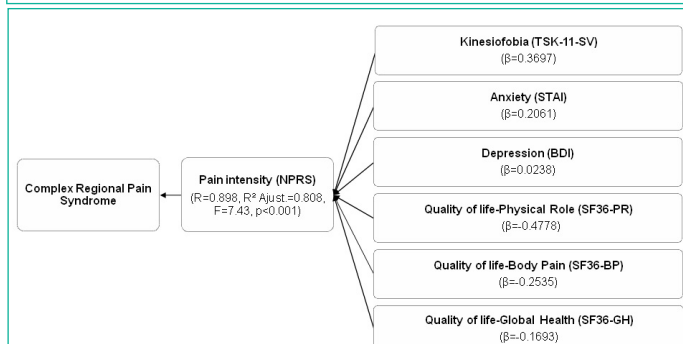 Kinesiofobia (TSK-11-SV)
(β=0.3697)
Anxiety (STAI)
(β=0.2061)
Depression (BDI)
(β=0.0238)
Complex Regional Pain
Syndrome
Pain intensity (NPRS)
(R=0.898, R² Ajust.=0.808,
F=7.43, p<0.001)
Quality of life-Physical Role (SF36-PR)
(β=-0.4778)
Quality of life-Body Pain (SF36-BP)
(β=-0.2535)
Quality of life-Global Health (SF36-GH)
(β=-0.1693)